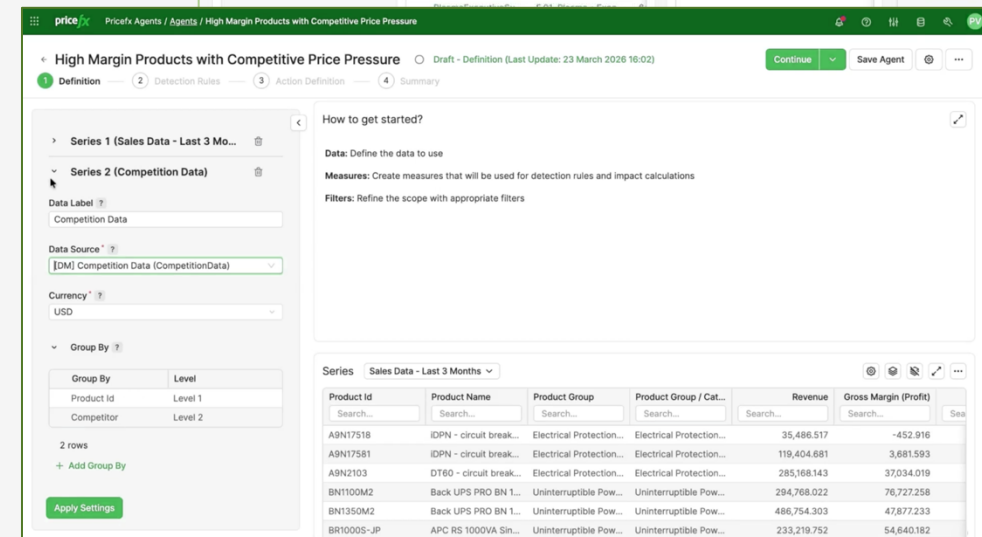 pricefx Pricefx Agents / Agents / High Margin Products with Competitive Price Pressure
PV
High Margin Products with Competitive Price Pressure Draft - Definition (Last Update: 23 March 2026 16:02) Continue Save Agent
1 Definition 2 Detection Rules 3 Action Definition 4 Summary
Series 1 (Sales Data - Last 3 Mo...
Series 2 (Competition Data)
Data Label ?
Competition Data
Data Source * ?
[DM] Competition Data (CompetitionData)
Currency * ?
USD
Group By ?
Group By Level
Product Id Level 1
Competitor Level 2
2 rows
+ Add Group By
Apply Settings
How to get started?
Data: Define the data to use
Measures: Create measures that will be used for detection rules and impact calculations
Filters: Refine the scope with appropriate filters
Series Sales Data - Last 3 Months
Product Id Product Name Product Group Product Group / Cat... Revenue Gross Margin (Profit)
Search... Search... Search... Search... Search... Search... Sea
A9N17518 iDPN - circuit break... Electrical Protection... Electrical Protection... 35,486.517 -452.916
A9N17581 iDPN - circuit break... Electrical Protection... Electrical Protection... 119,404.681 3,681.593
A9N2103 DT60 - circuit break... Electrical Protection... Electrical Protection... 285,168.143 37,034.019
BN1100M2 Back UPS PRO BN 1... Uninterruptible Pow... Uninterruptible Pow... 294,768.022 76,727.258
BN1350M2 Back UPS PRO BN 1... Uninterruptible Pow... Uninterruptible Pow... 486,754.303 47,877.233
BR1000S-JP APC RS 1000VA Sin... Uninterruptible Pow... Uninterruptible Pow... 233,219.752 54,640.182